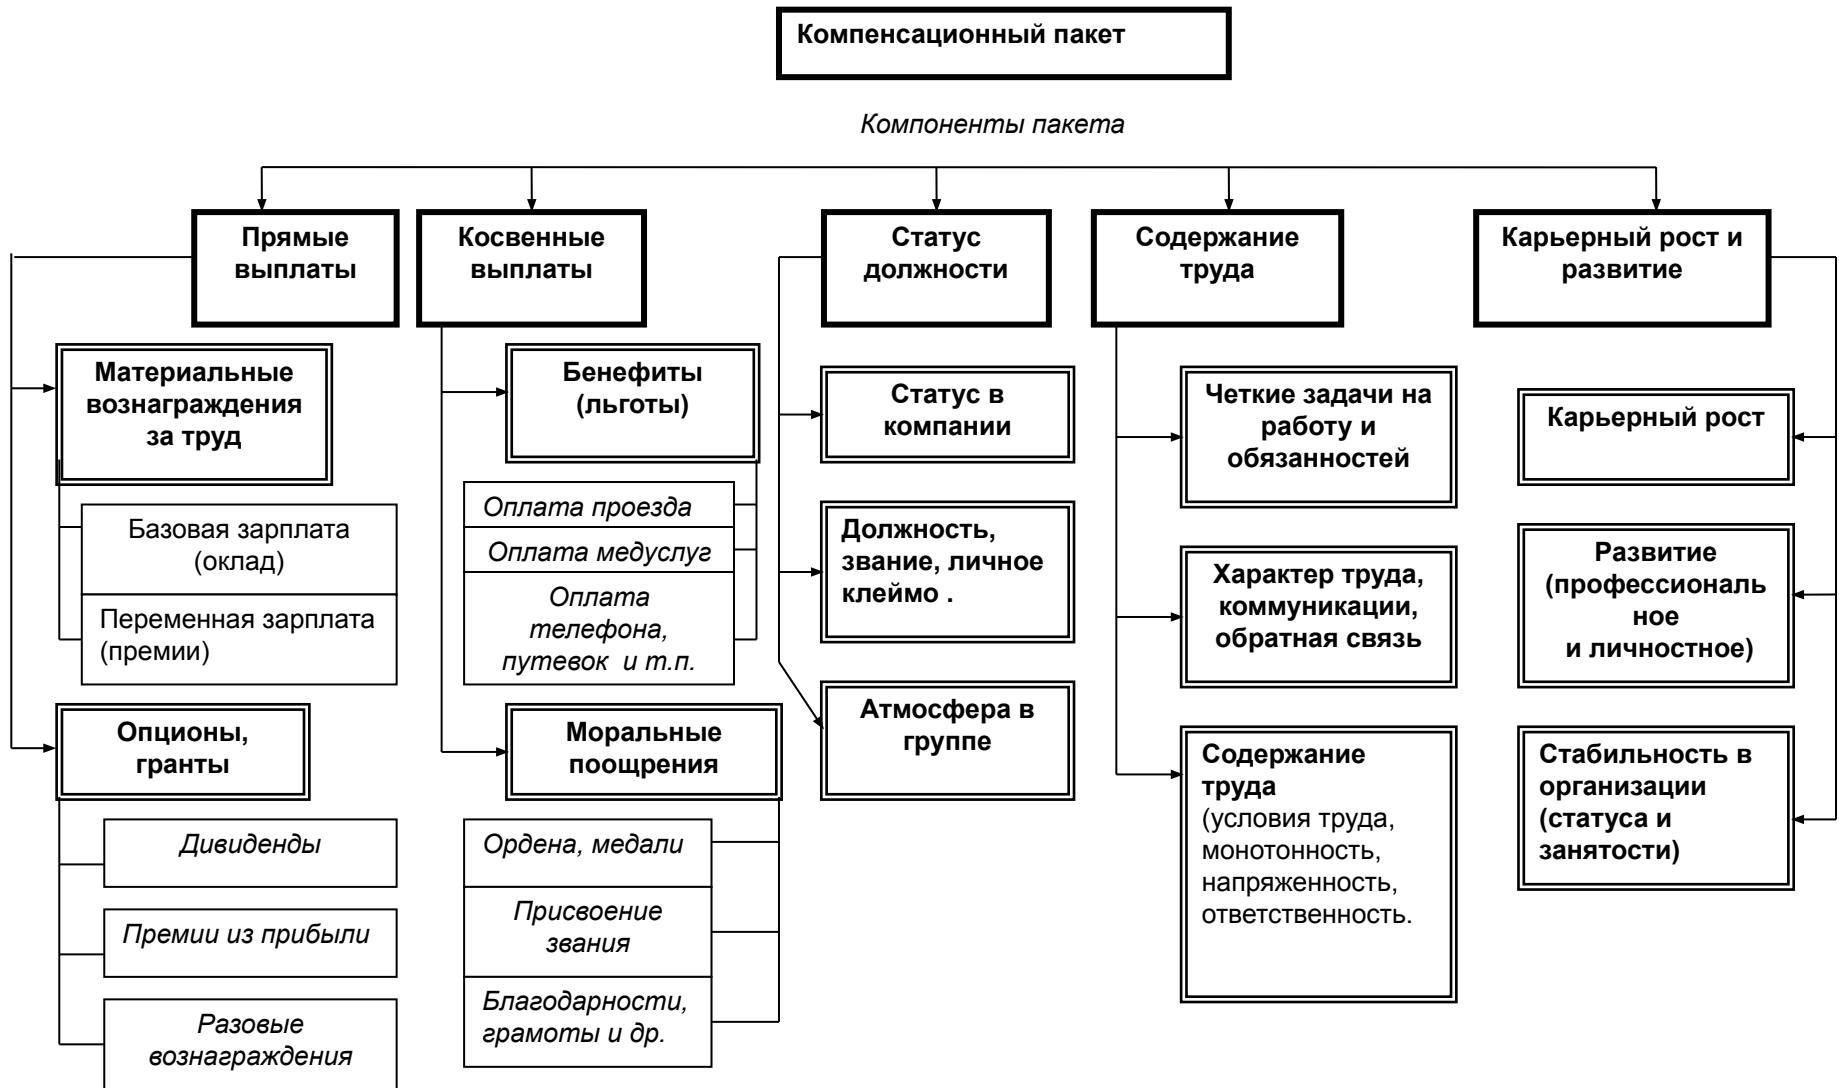 Компенсационный пакет
Компоненты пакета
Прямые
выплаты
Косвенные
выплаты
Статус
должности
Содержание
труда
Карьерный рост и
развитие
Материальные
вознаграждения
за труд
Базовая зарплата
(оклад)
Переменная зарплата
(премии)
Опционы,
гранты
Дивиденды
Премии из прибыли
Разовые
вознаграждения
Бенефиты
(льготы)
Оплата проезда
Оплата медуслуг
Оплата
телефона,
путевок и т.п.
Моральные
поощрения
Ордена, медали
Присвоение
звания
Благодарности,
грамоты и др.
Статус в
компании
Должность,
звание, личное
клеймо .
Атмосфера в
группе
Четкие задачи на
работу и
обязанностей
Характер труда,
коммуникации,
обратная связь
Содержание
труда
(условия труда,
монотонность,
напряженность,
ответственность.
Карьерный рост
Развитие
(профессиональ
ное
и личностное)
Стабильность в
организации
(статуса и
занятости)